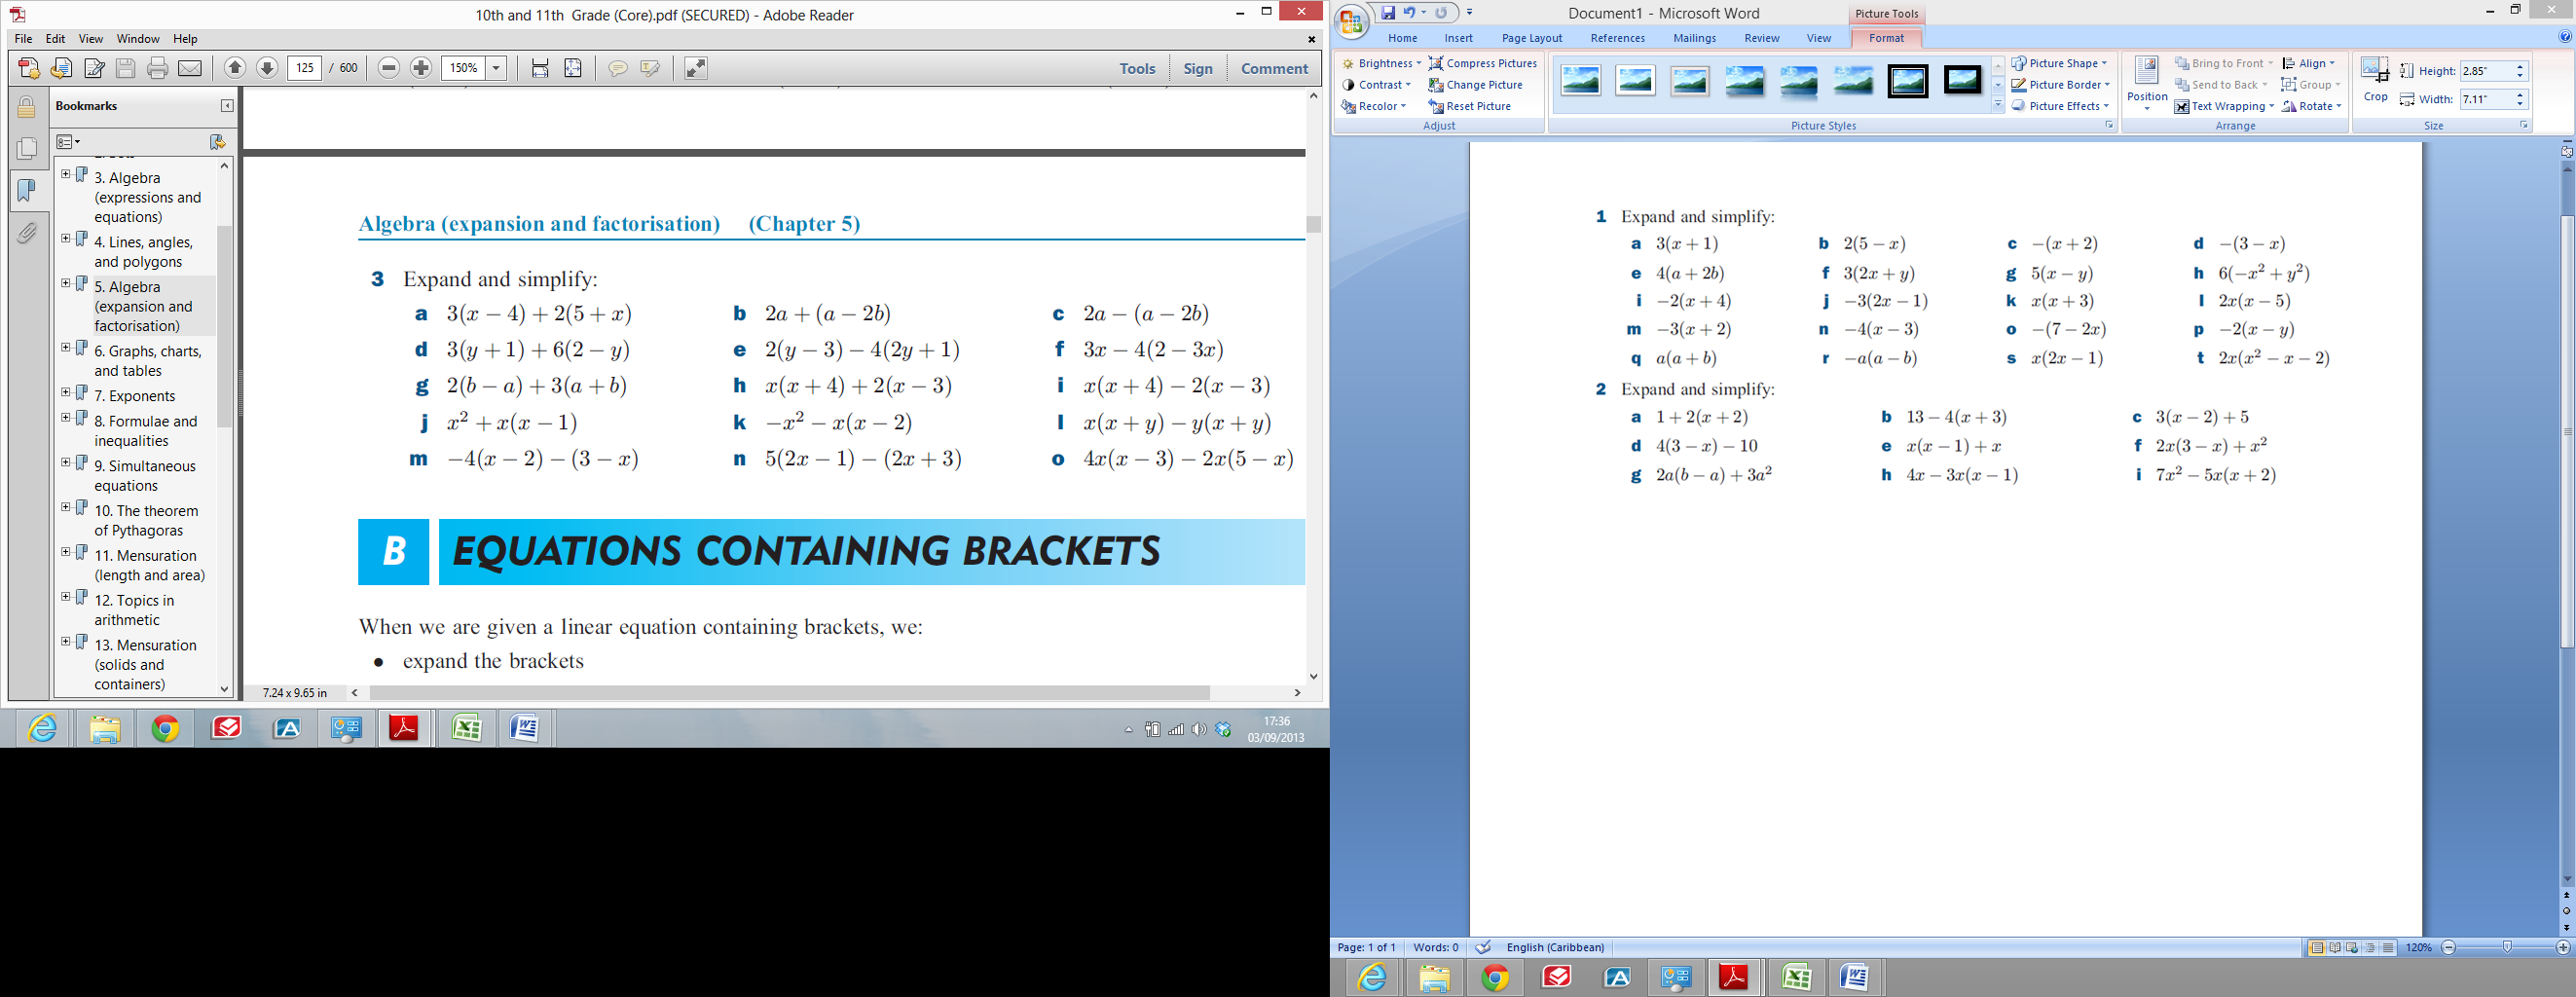 10th and 11th Grade (Core).pdf (SECURED) - Adobe Reader
File Edit View Window Help
125 / 600 150% Tools Sign Comment
Bookmarks
3. Algebra
(expressions and
equations)
4. Lines, angles,
and polygons
5. Algebra
(expansion and
factorisation)
6. Graphs, charts,
and tables
7. Exponents
8. Formulae and
inequalities
9. Simultaneous
equations
10. The theorem
of Pythagoras
11. Mensuration
(length and area)
12. Topics in
arithmetic
13. Mensuration
(solids and
containers)
Algebra (expansion and factorisation) (Chapter 5)
3 Expand and simplify:
a 3(x − 4) + 2(5 + x) b 2a + (a − 2b) c 2a − (a − 2b)
d 3(y + 1) + 6(2 − y) e 2(y − 3) − 4(2y + 1) f 3x − 4(2 − 3x)
g 2(b − a) + 3(a + b) h x(x + 4) + 2(x − 3) i x(x + 4) − 2(x − 3)
j x² + x(x − 1) k −x² − x(x − 2) l x(x + y) − y(x + y)
m −4(x − 2) − (3 − x) n 5(2x − 1) − (2x + 3) o 4x(x − 3) − 2x(5 − x)
B EQUATIONS CONTAINING BRACKETS
When we are given a linear equation containing brackets, we:
• expand the brackets
7.24 x 9.65 in
17:36
03/09/2013
Document1 - Microsoft Word
Picture Tools
Home Insert Page Layout References Mailings Review View Format
Brightness Compress Pictures
Contrast Change Picture
Recolor Reset Picture
Adjust
Picture Styles
Picture Shape
Picture Border
Picture Effects
Position
Bring to Front Align
Send to Back Group
Text Wrapping Rotate
Arrange
Crop
Height: 2.85"
Width: 7.11"
Size
1 Expand and simplify:
a 3(x + 1) b 2(5 − x) c −(x + 2) d −(3 − x)
e 4(a + 2b) f 3(2x + y) g 5(x − y) h 6(−x² + y²)
i −2(x + 4) j −3(2x − 1) k x(x + 3) l 2x(x − 5)
m −3(x + 2) n −4(x − 3) o −(7 − 2x) p −2(x − y)
q a(a + b) r −a(a − b) s x(2x − 1) t 2x(x² − x − 2)
2 Expand and simplify:
a 1 + 2(x + 2) b 13 − 4(x + 3) c 3(x − 2) + 5
d 4(3 − x) − 10 e x(x − 1) + x f 2x(3 − x) + x²
g 2a(b − a) + 3a² h 4x − 3x(x − 1) i 7x² − 5x(x + 2)
Page: 1 of 1 Words: 0 English (Caribbean) 120%